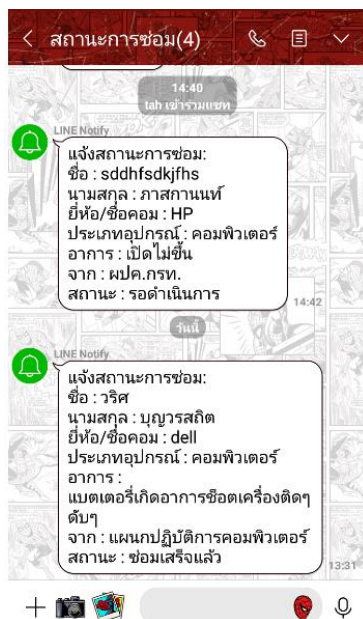 สถานะการซ่อม(4)
14:40
tah เข้าร่วมแชท
LINE Notify
แจ้งสถานะการซ่อม:
ชื่อ : sddhfsdkjfhs
นามสกุล : ภาสกานนท์
ยี่ห้อ/ชื่อคอม : HP
ประเภทอุปกรณ์ : คอมพิวเตอร์
อาการ : เปิดไม่ขึ้น
จาก : ผปค.กรท.
สถานะ : รอดำเนินการ
14:42
วันนี้
LINE Notify
แจ้งสถานะการซ่อม:
ชื่อ : วริศ
นามสกุล : บุญวรสถิต
ยี่ห้อ/ชื่อคอม : dell
ประเภทอุปกรณ์ : คอมพิวเตอร์
อาการ :
แบตเตอรี่เกิดอาการช็อตเครื่องติดๆ
ดับๆ
จาก : แผนกปฏิบัติการคอมพิวเตอร์
สถานะ : ซ่อมเสร็จแล้ว
13:31